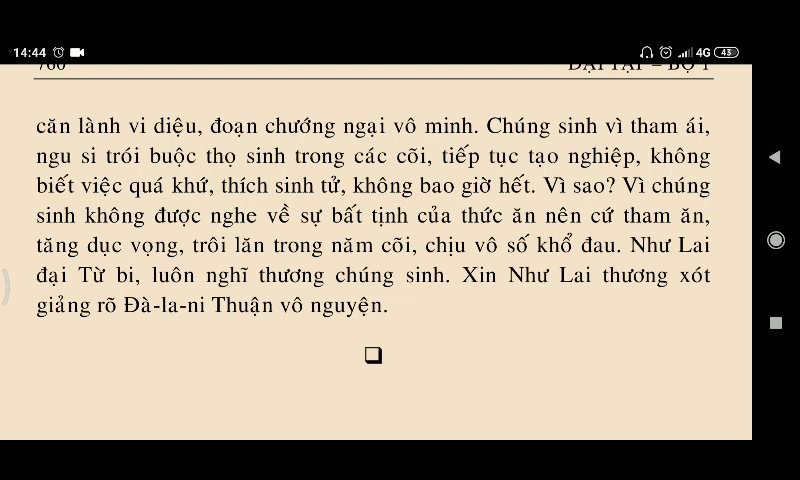 14:44
4G 43
căn lành vi diệu, đoạn chướng ngại vô minh. Chúng sinh vì tham ái,
ngu si trói buộc thọ sinh trong các cõi, tiếp tục tạo nghiệp, không
biết việc quá khứ, thích sinh tử, không bao giờ hết. Vì sao? Vì chúng
sinh không được nghe về sự bất tịnh của thức ăn nên cứ tham ăn,
tăng dục vọng, trôi lăn trong năm cõi, chịu vô số khổ đau. Như Lai
đại Từ bi, luôn nghĩ thương chúng sinh. Xin Như Lai thương xót
giảng rõ Đà-la-ni Thuận vô nguyện.